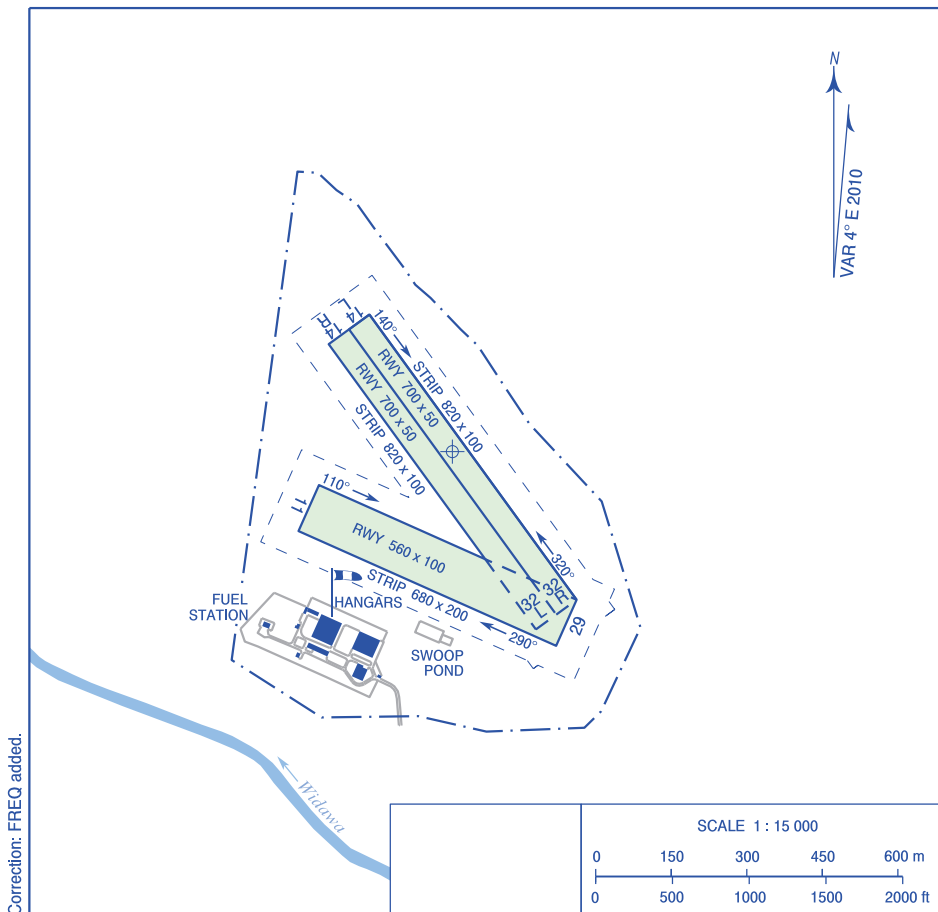 N
VAR 4° E 2010
14
R
14
L
140°
STRIP 820 x 100
RWY 700 x 50
RWY 700 x 50
STRIP 820 x 100
110°
11
RWY 560 x 100
320°
32
L
32
R
29
290°
STRIP 680 x 200
HANGARS
FUEL
STATION
SWOOP
POND
Widawa
Correction: FREQ added.
SCALE 1 : 15 000
0 150 300 450 600 m
0 500 1000 1500 2000 ft